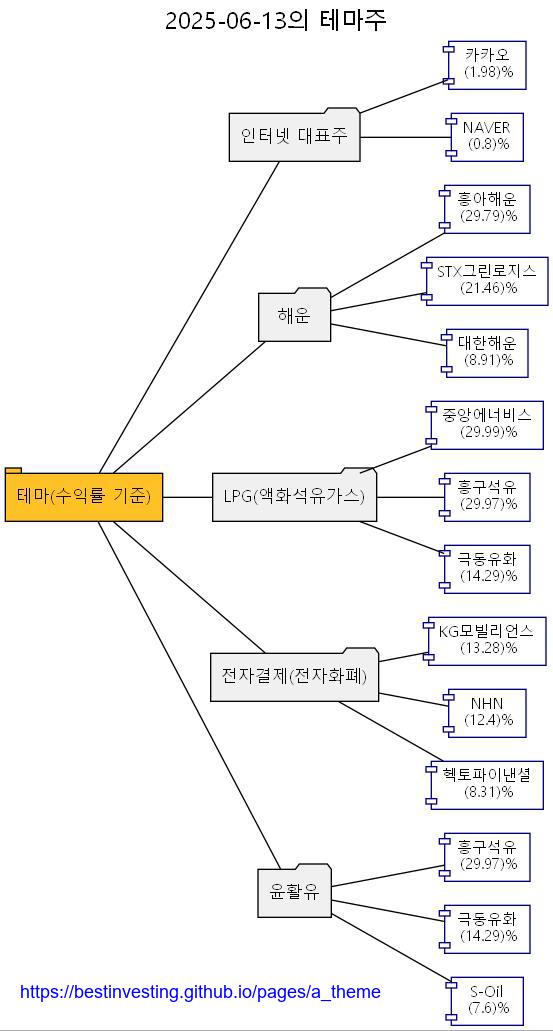 2025-06-13의 테마주
카카오
(1.98)%
인터넷 대표주
NAVER
(0.8)%
흥아해운
(29.79)%
STX그린로지스
(21.46)%
해운
대한해운
(8.91)%
중앙에너비스
(29.99)%
테마(수익률 기준)
LPG(액화석유가스)
흥구석유
(29.97)%
극동유화
(14.29)%
KG모빌리언스
(13.28)%
전자결제(전자화폐)
NHN
(12.4)%
헥토파이낸셜
(8.31)%
흥구석유
(29.97)%
윤활유
극동유화
(14.29)%
S-Oil
(7.6)%
https://bestinvesting.github.io/pages/a_theme